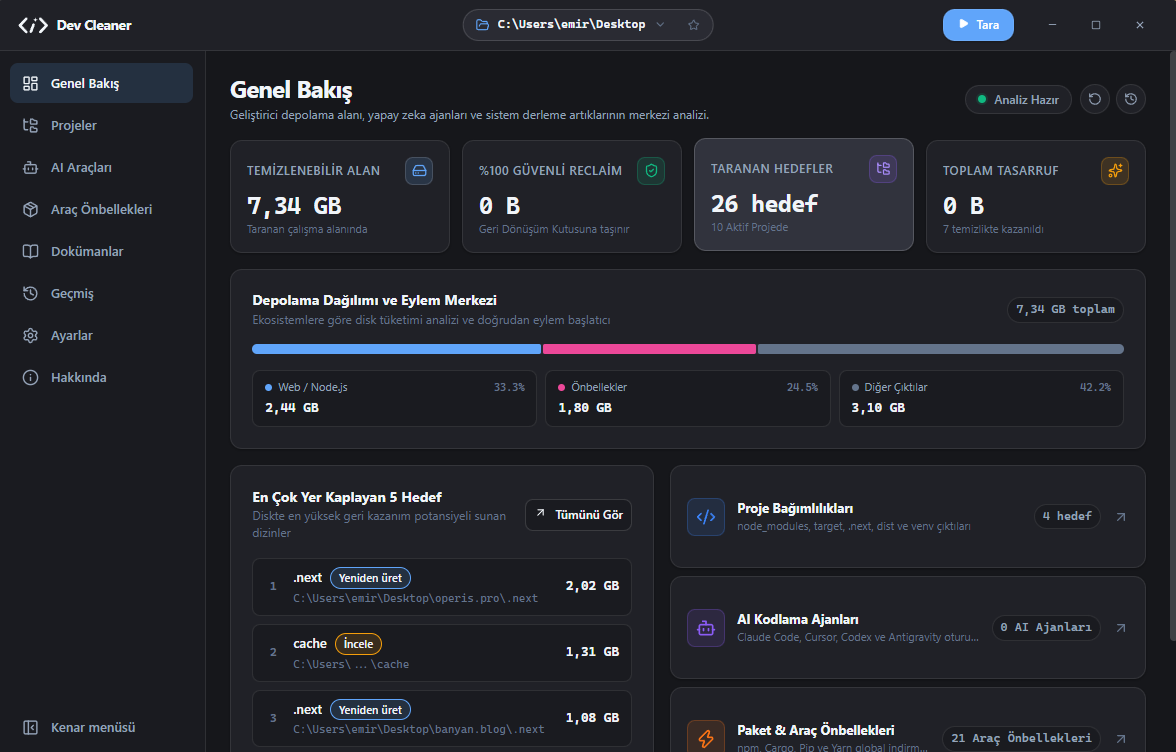 Dev Cleaner
C:\Users\emir\Desktop
Tara
Genel Bakış
Projeler
AI Araçları
Araç Önbellekleri
Dokümanlar
Geçmiş
Ayarlar
Hakkında
Kenar menüsü
Genel Bakış
Geliştirici depolama alanı, yapay zeka ajanları ve sistem derleme artıklarının merkezi analizi.
Analiz Hazır
TEMİZLENEBİLİR ALAN
7,34 GB
Taranan çalışma alanında
%100 GÜVENLİ RECLAİM
0 B
Geri Dönüşüm Kutusuna taşınır
TARANAN HEDEFLER
26 hedef
10 Aktif Projede
TOPLAM TASARRUF
0 B
7 temizlikte kazanıldı
Depolama Dağılımı ve Eylem Merkezi
Ekosistemlere göre disk tüketimi analizi ve doğrudan eylem başlatıcı
7,34 GB toplam
Web / Node.js 33.3%
2,44 GB
Önbellekler 24.5%
1,80 GB
Diğer Çıktılar 42.2%
3,10 GB
En Çok Yer Kaplayan 5 Hedef
Diskte en yüksek geri kazanım potansiyeli sunan
dizinler
Tümünü Gör
1 .next Yeniden üret 2,02 GB
C:\Users\emir\Desktop\operis.pro\.next
2 cache İncele 1,31 GB
C:\Users\ ... \cache
3 .next Yeniden üret 1,08 GB
C:\Users\emir\Desktop\banyan.blog\.next
Proje Bağımlılıkları
node_modules, target, .next, dist ve venv çıktıları
4 hedef
AI Kodlama Ajanları
Claude Code, Cursor, Codex ve Antigravity oturu...
0 AI Ajanları
Paket & Araç Önbellekleri
npm, Cargo, Pip ve Yarn global indirm...
21 Araç Önbellekleri